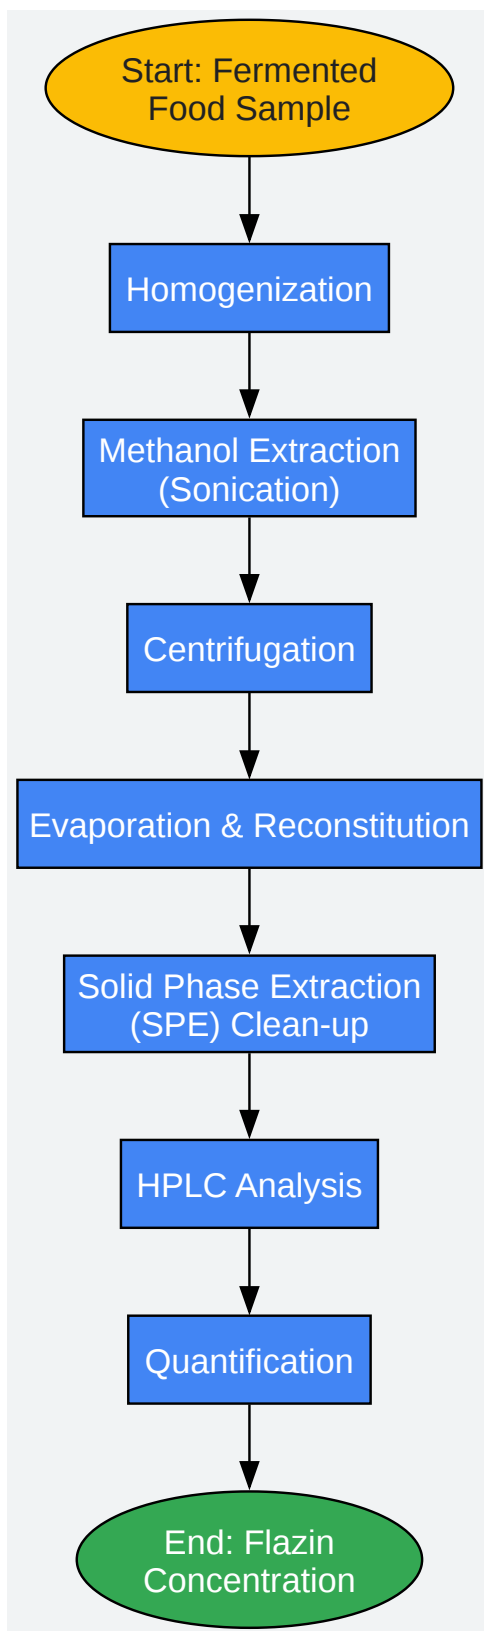 Start: Fermented
Food Sample
Homogenization
Methanol Extraction
(Sonication)
Centrifugation
Evaporation & Reconstitution
Solid Phase Extraction
(SPE) Clean-up
HPLC Analysis
Quantification
End: Flazin
Concentration